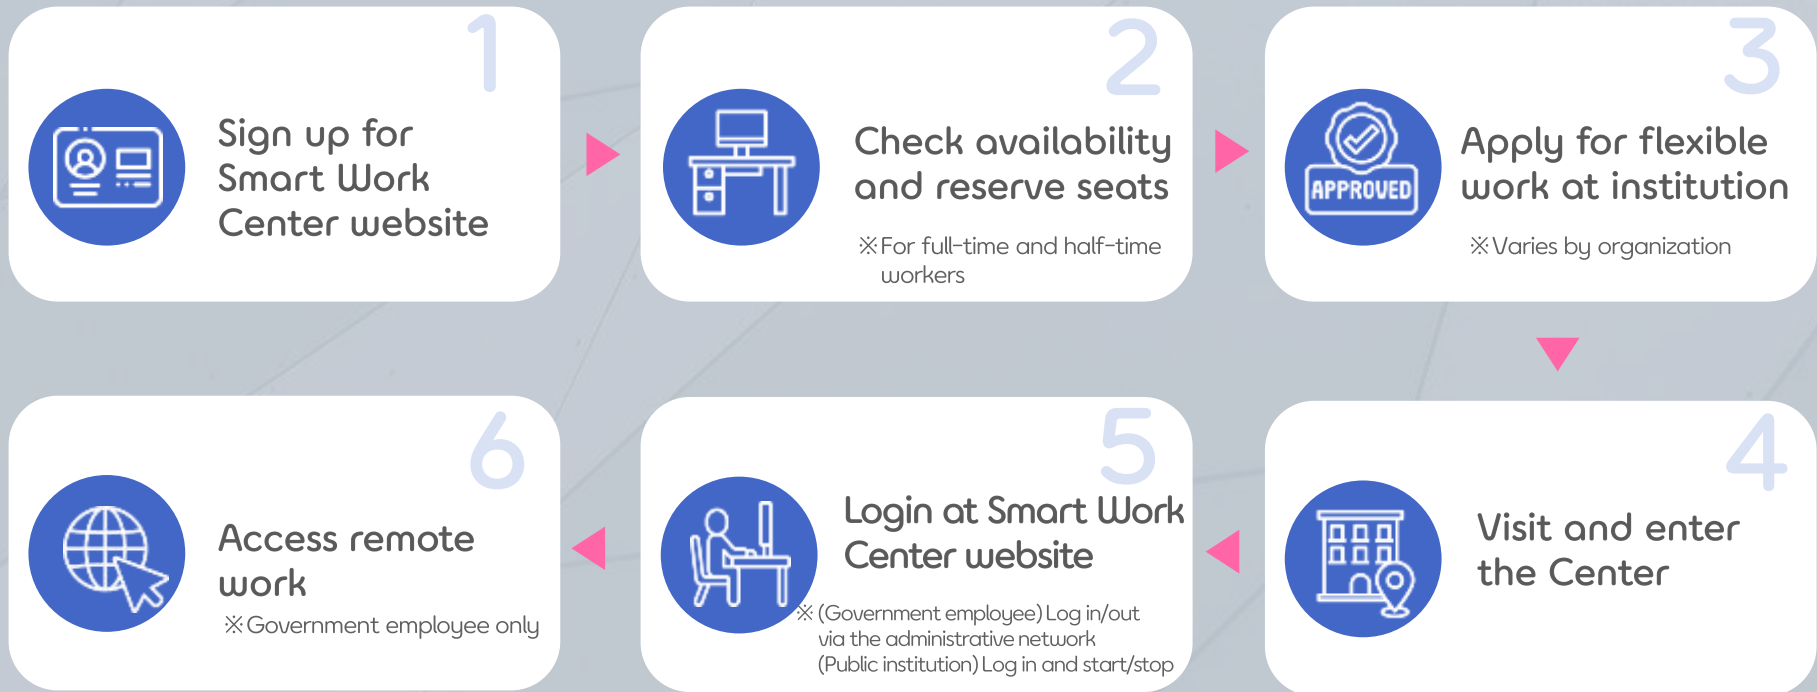 1
Sign up for
Smart Work
Center website
2
Check availability
and reserve seats
※For full-time and half-time
workers
3
APPROVED
Apply for flexible
work at institution
※Varies by organization
4
Visit and enter
the Center
5
Login at Smart Work
Center website
※(Government employee) Log in/out
via the administrative network
(Public institution) Log in and start/stop
6
Access remote
work
※Government employee only